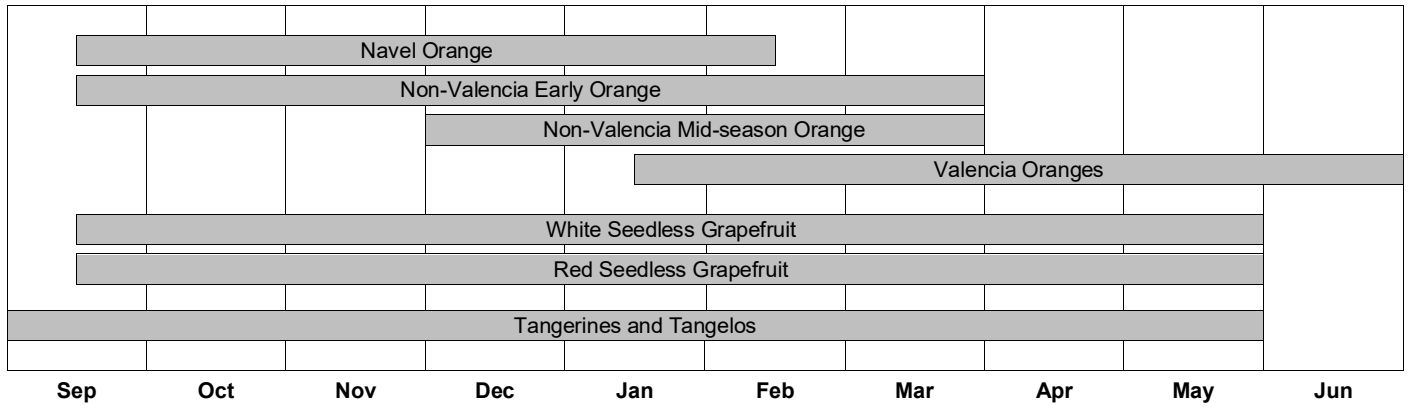 Navel Orange
Non-Valencia Early Orange
Non-Valencia Mid-season Orange
Valencia Oranges
White Seedless Grapefruit
Red Seedless Grapefruit
Tangerines and Tangelos
Sep Oct Nov Dec Jan Feb Mar Apr May Jun